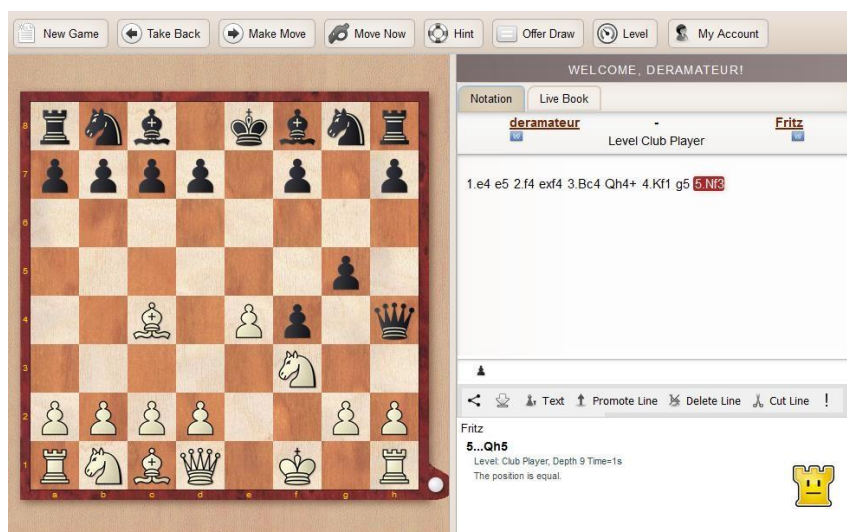 New Game Take Back Make Move Move Now Hint Offer Draw Level My Account
WELCOME, DERAMATEUR!
Notation Live Book
deramateur - Fritz
Level Club Player
1.e4 e5 2.f4 exf4 3.Bc4 Qh4+ 4.Kf1 g5 5.Nf3
Text Promote Line Delete Line Cut Line !
Fritz
5...Qh5
Level: Club Player, Depth 9 Time=1s
The position is equal.
8
7
6
5
4
3
2
1
a b c d e f g h